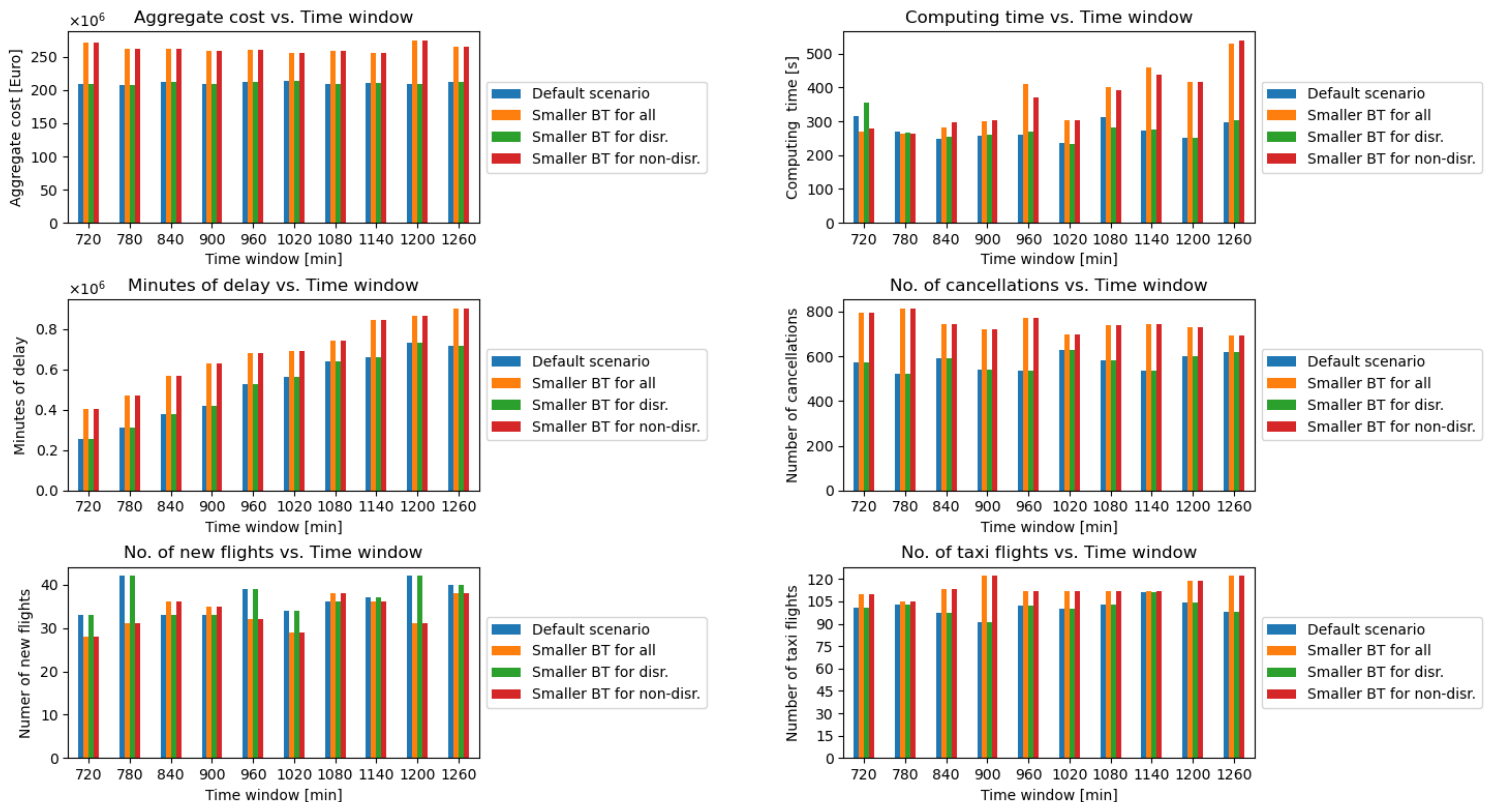 Aggregate cost vs. Time window
×10⁶
Aggregate cost [Euro]
250
200
150
100
50
0
720 780 840 900 960 1020 1080 1140 1200 1260
Time window [min]
Default scenario
Smaller BT for all
Smaller BT for disr.
Smaller BT for non-disr.
Computing time vs. Time window
Computing  time [s]
500
400
300
200
100
0
720 780 840 900 960 1020 1080 1140 1200 1260
Time window [min]
Default scenario
Smaller BT for all
Smaller BT for disr.
Smaller BT for non-disr.
Minutes of delay vs. Time window
×10⁶
Minutes of delay
0.8
0.6
0.4
0.2
0.0
720 780 840 900 960 1020 1080 1140 1200 1260
Time window [min]
Default scenario
Smaller BT for all
Smaller BT for disr.
Smaller BT for non-disr.
No. of cancellations vs. Time window
Number of cancellations
800
600
400
200
0
720 780 840 900 960 1020 1080 1140 1200 1260
Time window [min]
Default scenario
Smaller BT for all
Smaller BT for disr.
Smaller BT for non-disr.
No. of new flights vs. Time window
Numer of new flights
40
30
20
10
0
720 780 840 900 960 1020 1080 1140 1200 1260
Time window [min]
Default scenario
Smaller BT for all
Smaller BT for disr.
Smaller BT for non-disr.
No. of taxi flights vs. Time window
Number of taxi flights
120
105
90
75
60
45
30
15
0
720 780 840 900 960 1020 1080 1140 1200 1260
Time window [min]
Default scenario
Smaller BT for all
Smaller BT for disr.
Smaller BT for non-disr.